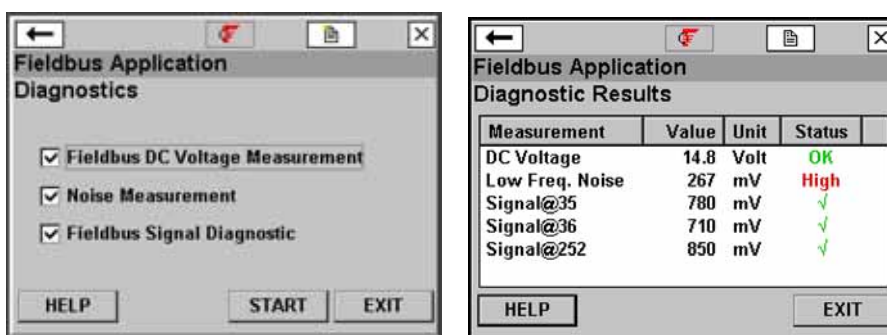 Fieldbus Application
Diagnostics
Fieldbus DC Voltage Measurement
Noise Measurement
Fieldbus Signal Diagnostic
HELP START EXIT
Fieldbus Application
Diagnostic Results
Measurement Value Unit Status
DC Voltage 14.8 Volt OK
Low Freq. Noise 267 mV High
Signal@35 780 mV √
Signal@36 710 mV √
Signal@252 850 mV √
HELP EXIT